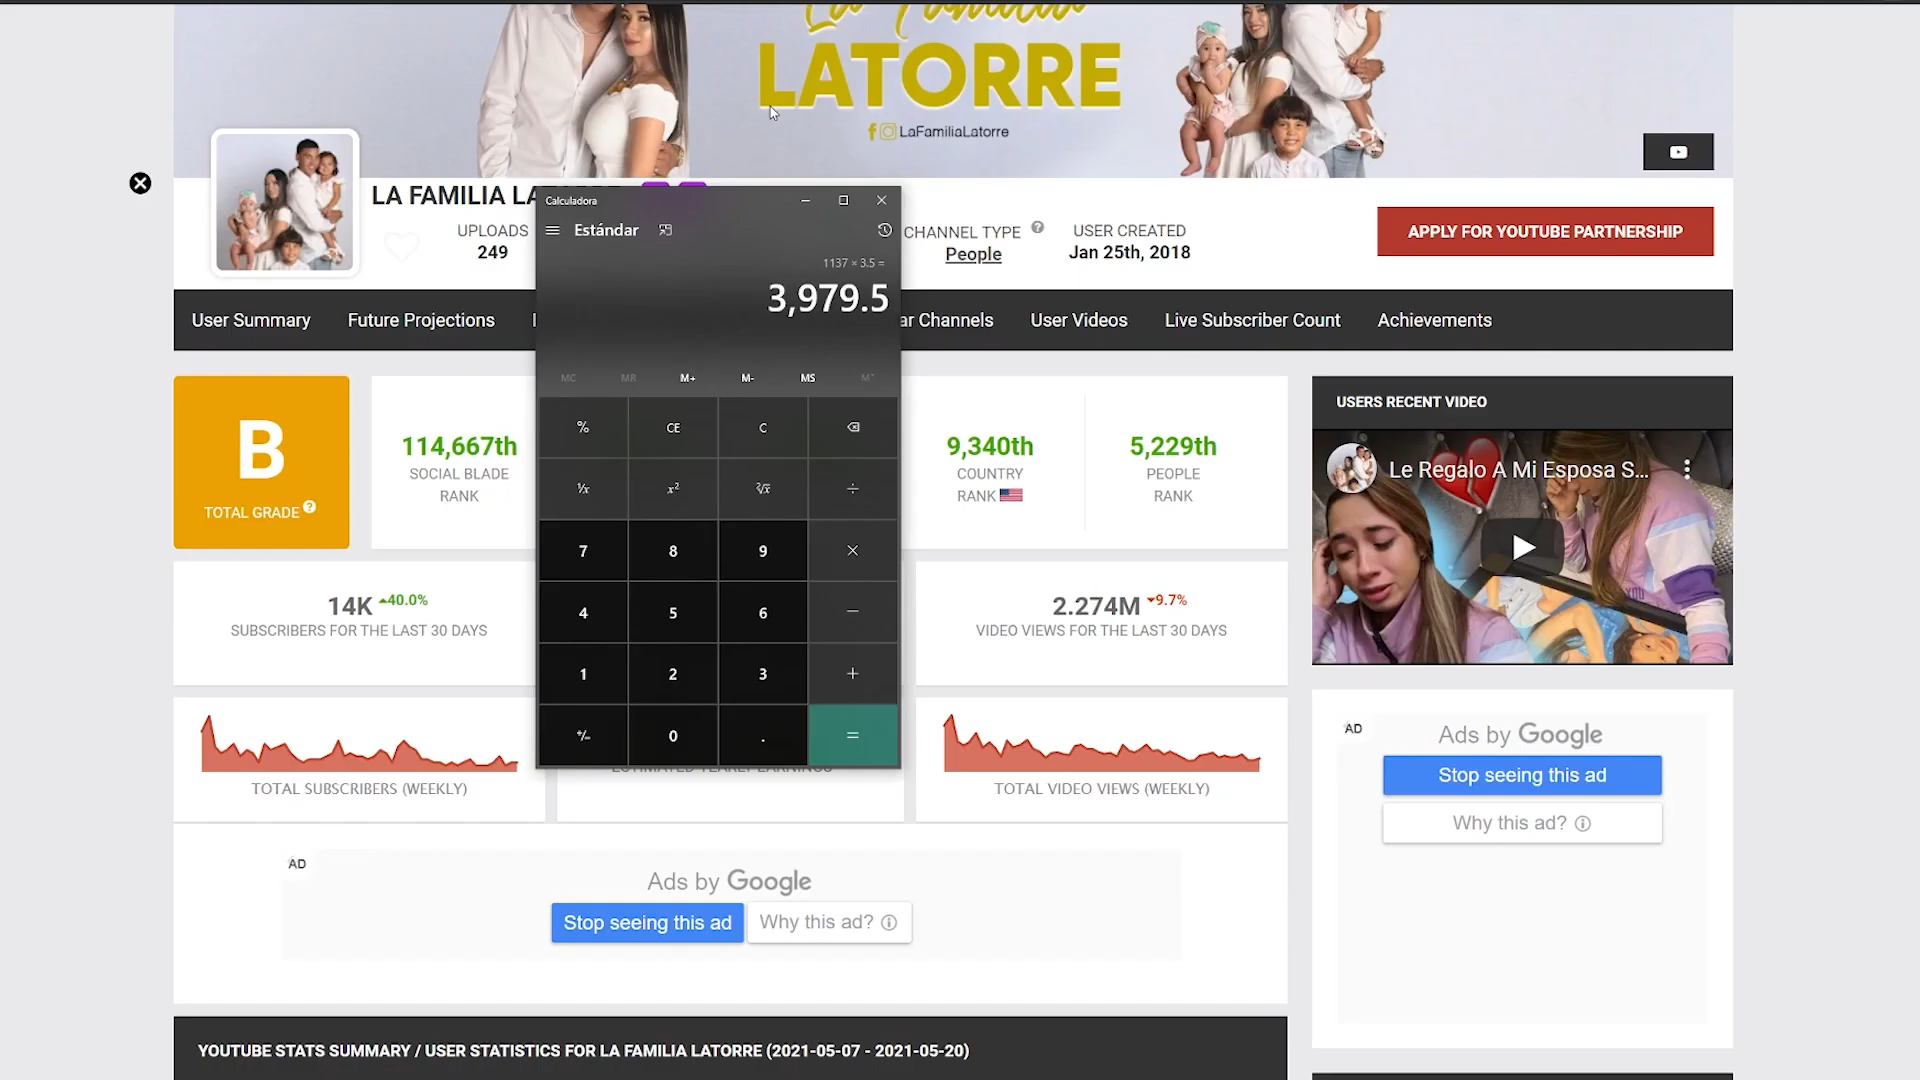 La Familia
LATORRE
LaFamiliaLatorre
LA FAMILIA LA
UPLOADS
249
CHANNEL TYPE
People
USER CREATED
Jan 25th, 2018
APPLY FOR YOUTUBE PARTNERSHIP
Calculadora
Estándar
1137 × 3.5 =
3,979.5
MC MR M+ M- MS M˅
% CE C
¹⁄x x² ²√x ÷
7 8 9 ×
4 5 6 −
1 2 3 +
+/− 0 . =
User Summary Future Projections ar Channels User Videos Live Subscriber Count Achievements
B
TOTAL GRADE
114,667th
SOCIAL BLADE
RANK
9,340th
COUNTRY
RANK
5,229th
PEOPLE
RANK
14K 40.0%
SUBSCRIBERS FOR THE LAST 30 DAYS
2.274M 9.7%
VIDEO VIEWS FOR THE LAST 30 DAYS
TOTAL SUBSCRIBERS (WEEKLY)
ESTIMATED YEARLY EARNINGS
TOTAL VIDEO VIEWS (WEEKLY)
USERS RECENT VIDEO
Le Regalo A Mi Esposa S...
AD
Ads by Google
Stop seeing this ad
Why this ad?
AD
Ads by Google
Stop seeing this ad
Why this ad?
YOUTUBE STATS SUMMARY / USER STATISTICS FOR LA FAMILIA LATORRE (2021-05-07 - 2021-05-20)